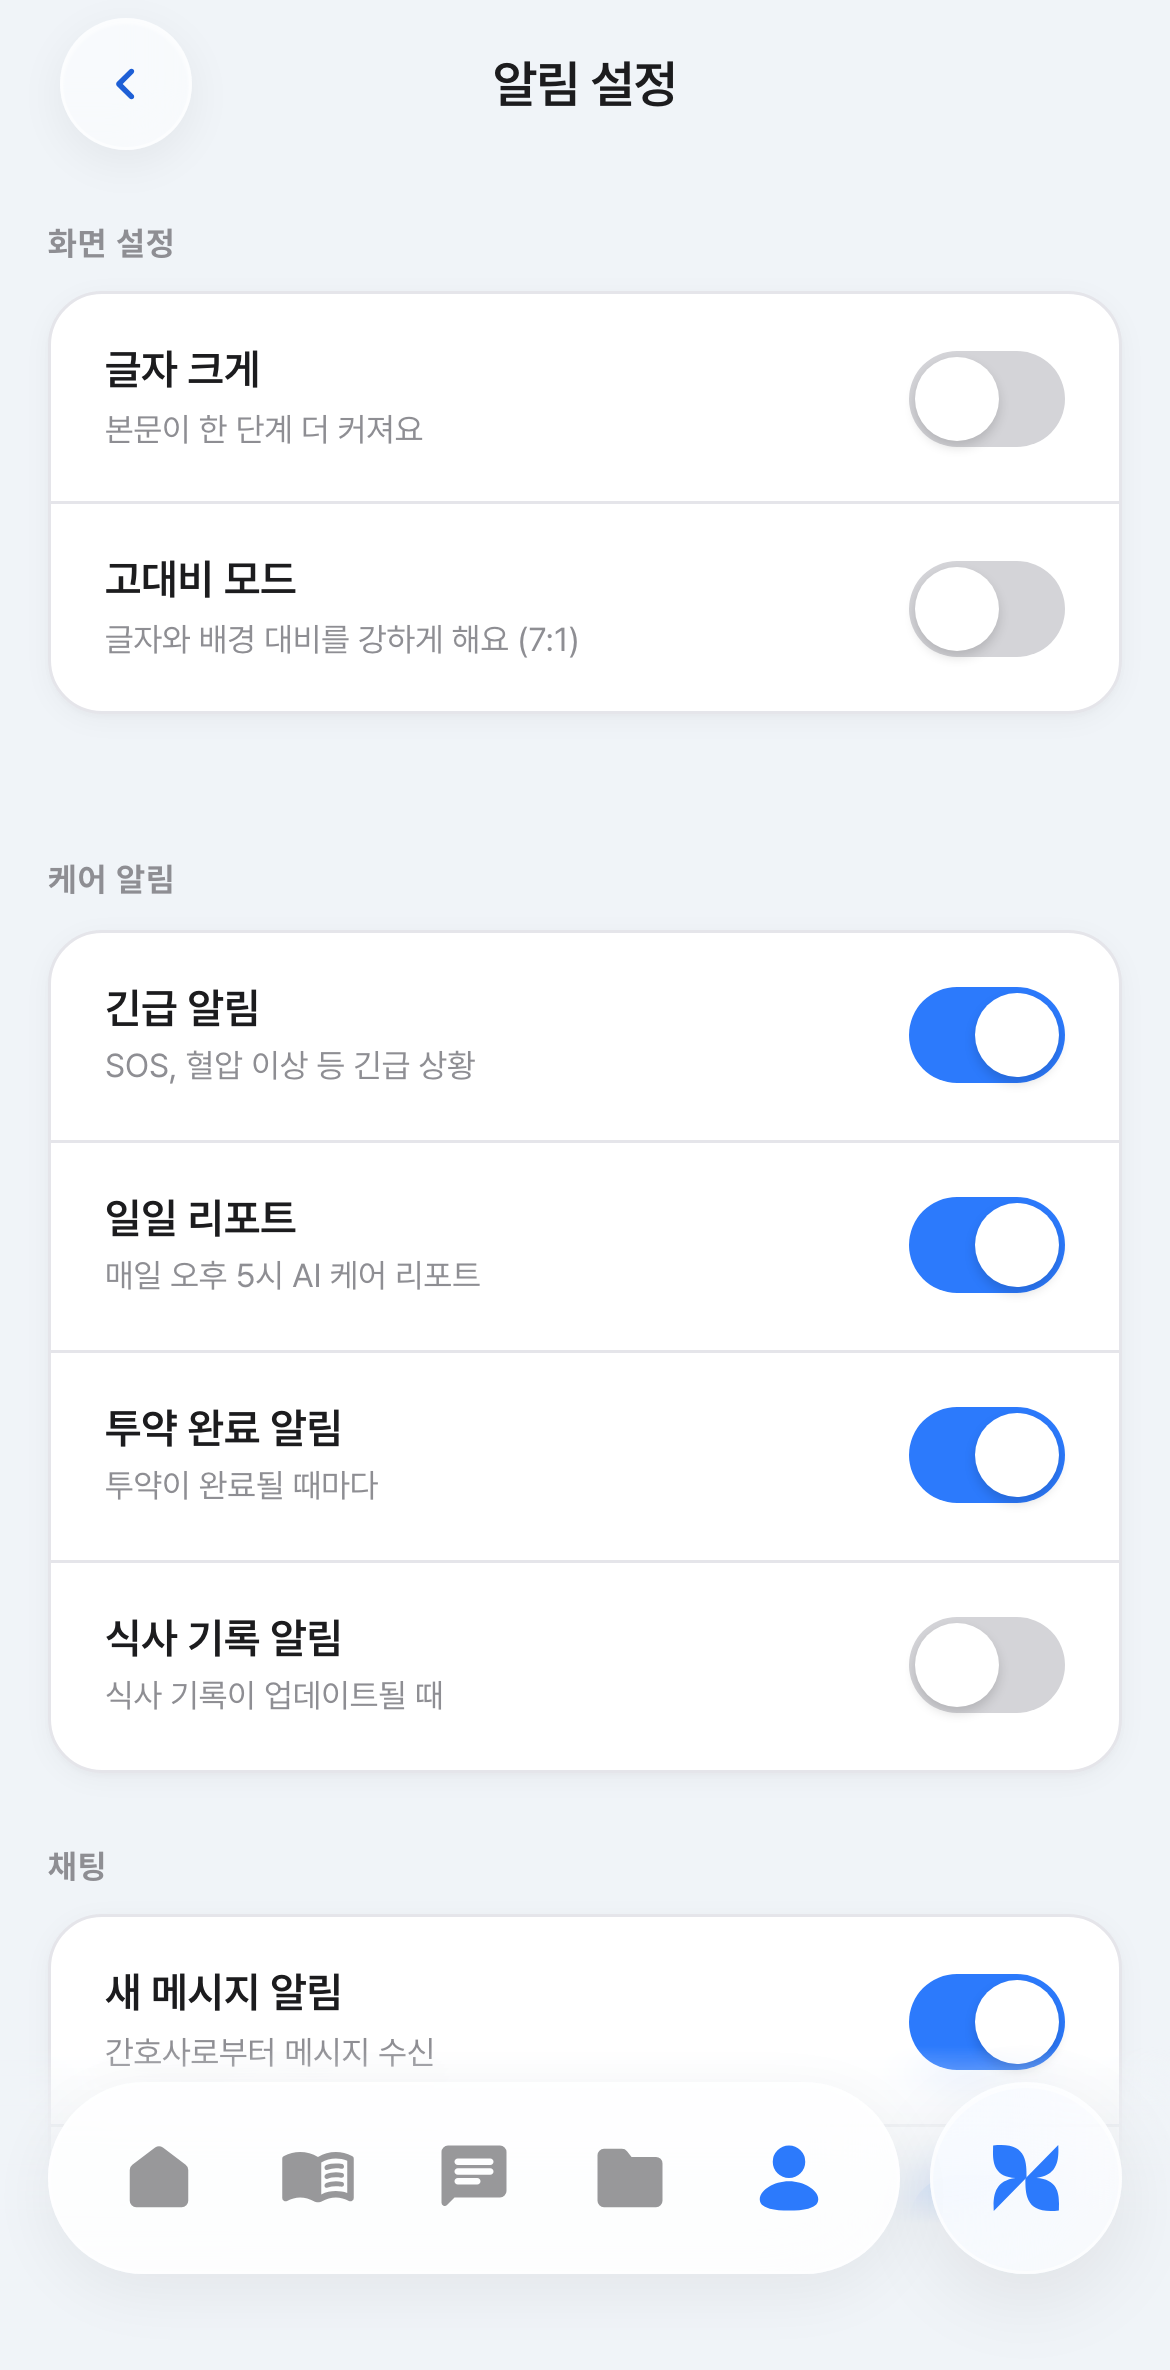 알림 설정
화면 설정
글자 크게
본문이 한 단계 더 커져요
고대비 모드
글자와 배경 대비를 강하게 해요 (7:1)
케어 알림
긴급 알림
SOS, 혈압 이상 등 긴급 상황
일일 리포트
매일 오후 5시 AI 케어 리포트
투약 완료 알림
투약이 완료될 때마다
식사 기록 알림
식사 기록이 업데이트될 때
채팅
새 메시지 알림
간호사로부터 메시지 수신